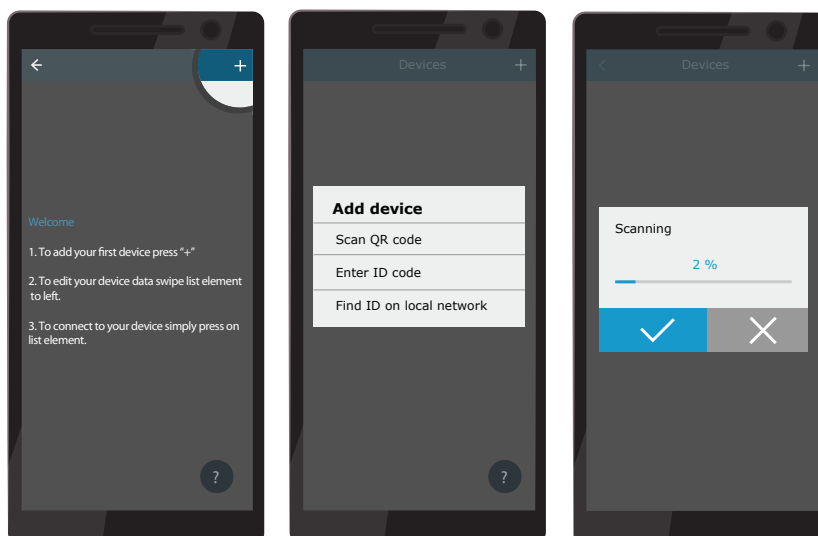 +
Welcome
1. To add your first device press “+”
2. To edit your device data swipe list element
to left.
3. To connect to your device simply press on
list element.
?
Devices +
Add device
Scan QR code
Enter ID code
Find ID on local network
?
Devices +
Scanning
2 %